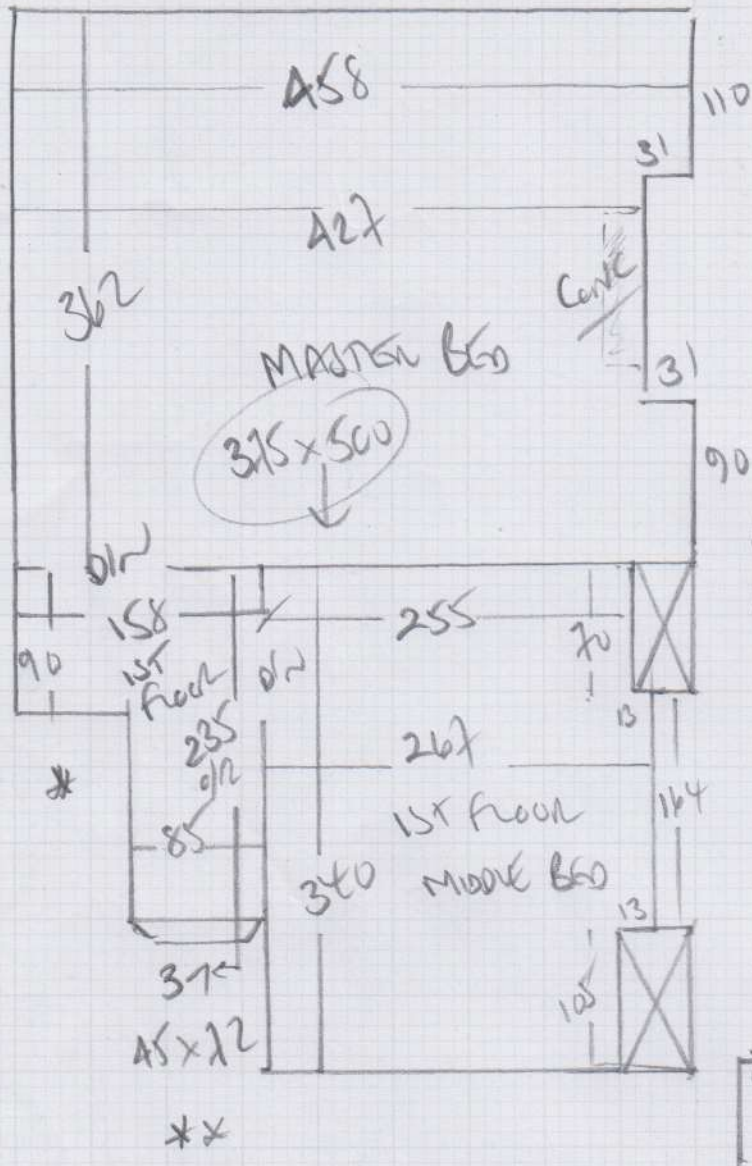 458
110
31
427
Conc
362
31
MASTER BED
375 x 500
90
D/W
158
255
70
90
1ST
FLOOR
D/W
235
13
*
267
164
85
1ST FLOOR
340
MIDDLE BED
13
105
45 x 72
**